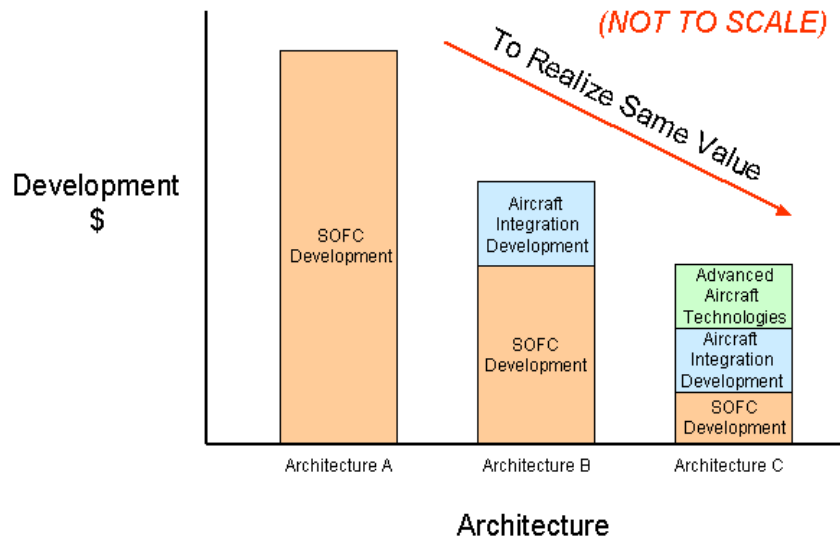 (NOT TO SCALE)
To Realize Same Value
Development
$
SOFC
Development
Aircraft
Integration
Development
SOFC
Development
Advanced
Aircraft
Technologies
Aircraft
Integration
Development
SOFC
Development
Architecture A
Architecture B
Architecture C
Architecture